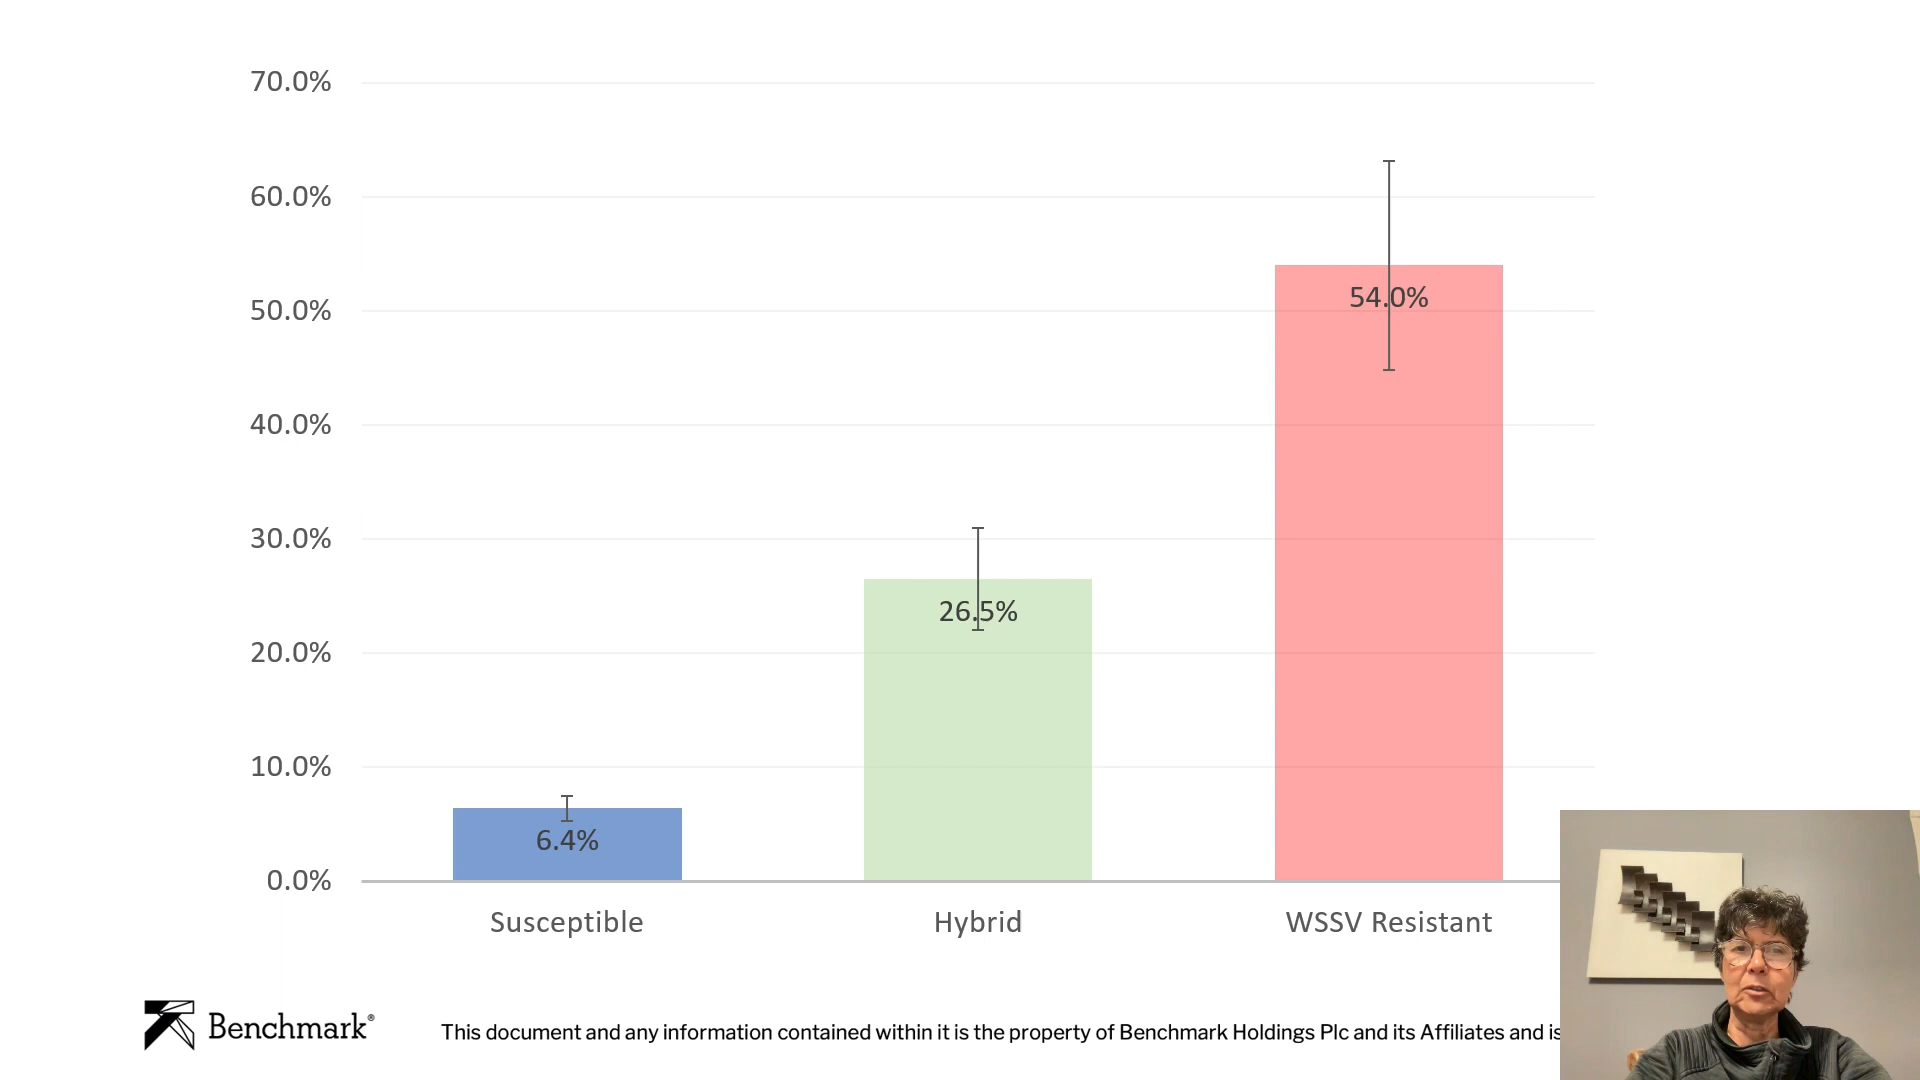 70.0%
60.0%
50.0%
40.0%
30.0%
20.0%
10.0%
0.0%
6.4%
26.5%
54.0%
Susceptible
Hybrid
WSSV Resistant
Benchmark®
This document and any information contained within it is the property of Benchmark Holdings Plc and its Affiliates and is